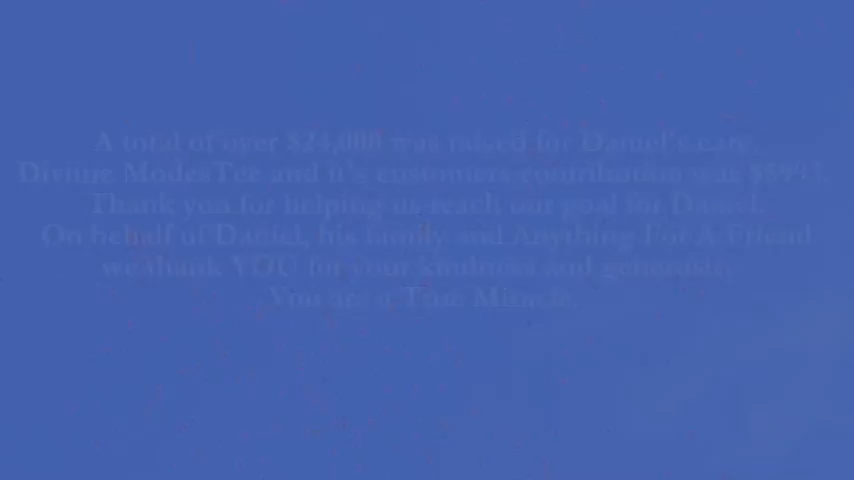 A total of over $24,000 was raised for Daniel's care.
Divine ModesTee and it's customers contribution was
Thank you for helping us reach our goal for Daniel.
On behalf of Daniel, his family and Anything For A Friend
we thank YOU for your kindness and generosity.
You are a True Miracle.